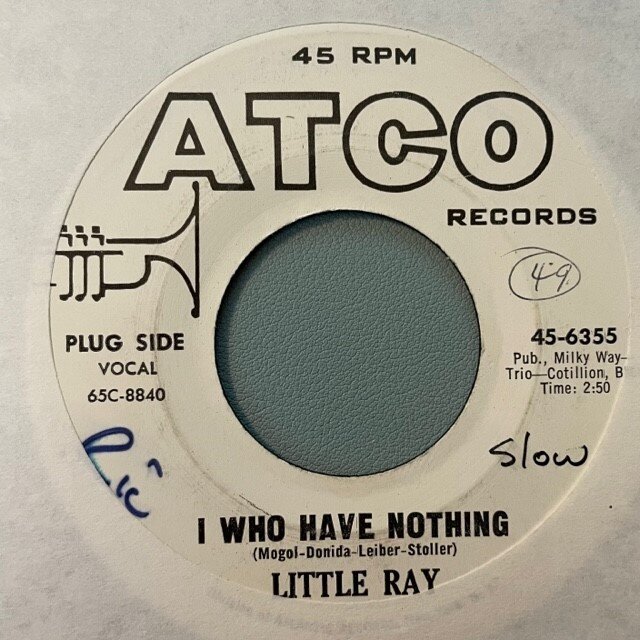 45 RPM
ATCO
RECORDS
49
PLUG SIDE
VOCAL
65C-8840
45-6355
Pub., Milky Way-
Trio—Cotillion, B
Time: 2:50
Slow
I WHO HAVE NOTHING
(Mogol-Donida-Leiber-Stoller)
LITTLE RAY